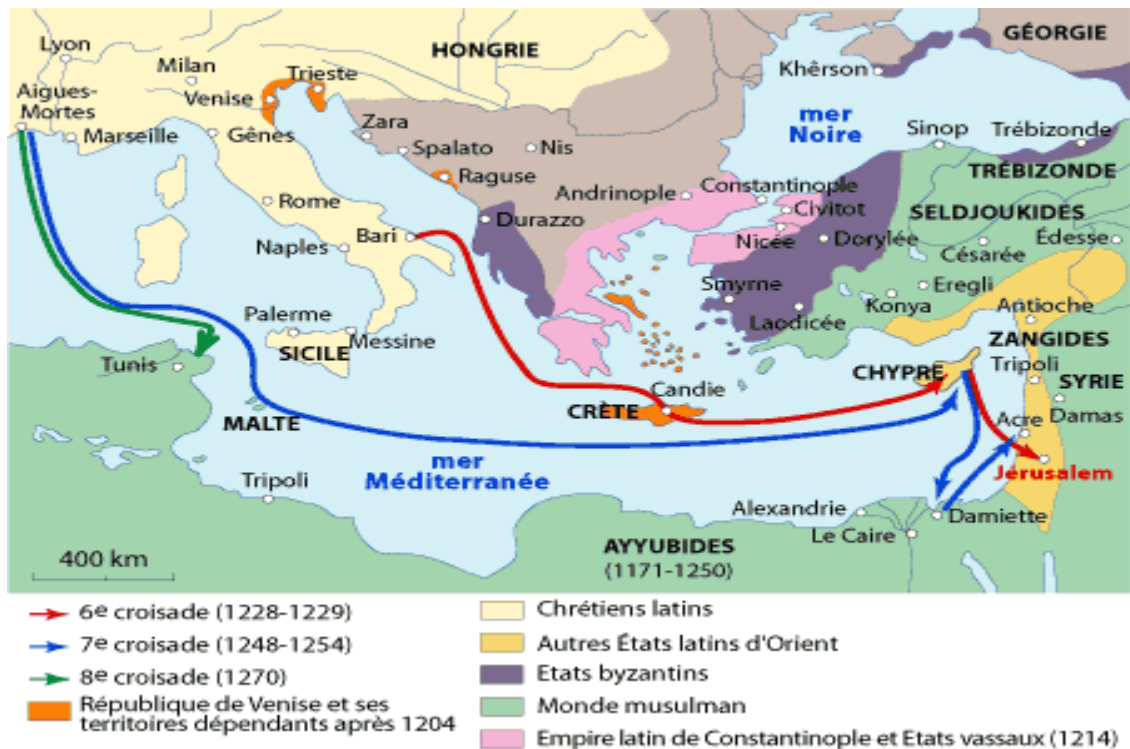 Lyon
HONGRIE
GÉORGIE
Milan
Trieste
Khêrson
Aigues-
Mortes
Venise
mer
Noire
Marseille
Gênes
Zara
Sinop
Trébizonde
Spalato
Nis
TRÉBIZONDE
Rome
Raguse
Andrinople
Constantinople
Civitot
SELDJOUKIDES
Naples
Bari
Durazzo
Nicée
Dorylée
Césarée
Édesse
Smyrne
Eregli
Konya
Antioche
Palerme
Messine
Laodicée
SICILE
ZANGIDES
Tunis
CHYPRE
Tripoli
Candie
SYRIE
CRÈTE
MALTE
Acre
Damas
mer
Méditerranée
Jérusalem
Tripoli
Alexandrie
Damiette
Le Caire
AYYUBIDES
(1171-1250)
400 km
6e croisade (1228-1229)
7e croisade (1248-1254)
8e croisade (1270)
République de Venise et ses
territoires dépendants après 1204
Chrétiens latins
Autres États latins d'Orient
Etats byzantins
Monde musulman
Empire latin de Constantinople et Etats vassaux (1214)